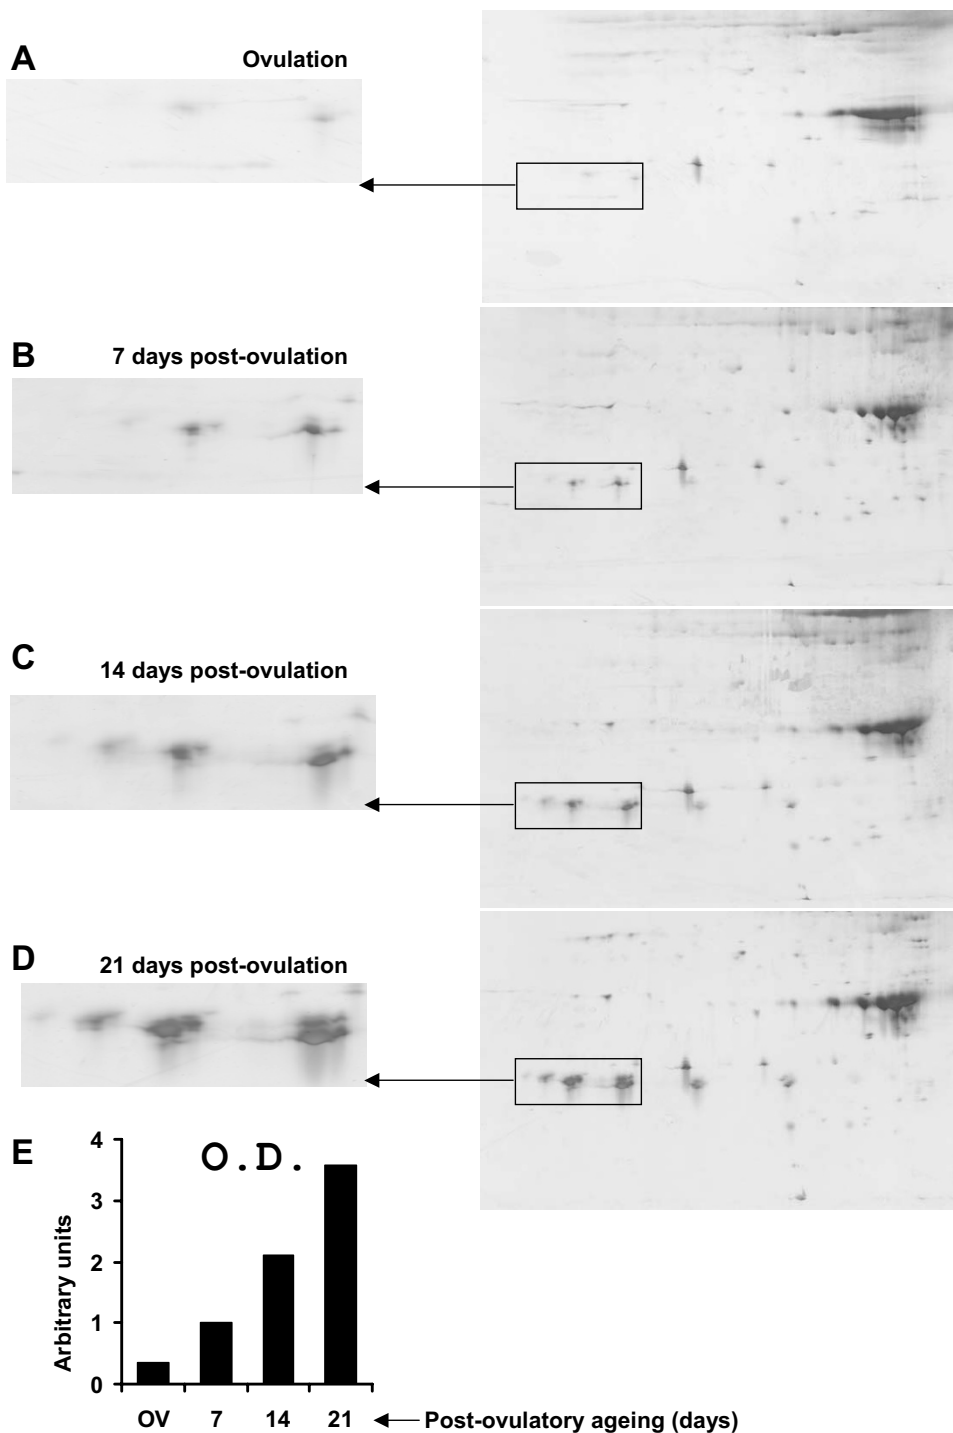 A
Ovulation
B
7 days post-ovulation
C
14 days post-ovulation
D
21 days post-ovulation
E
O.D.
Arbitrary units
4
3
2
1
0
OV 7 14 21
Post-ovulatory ageing (days)